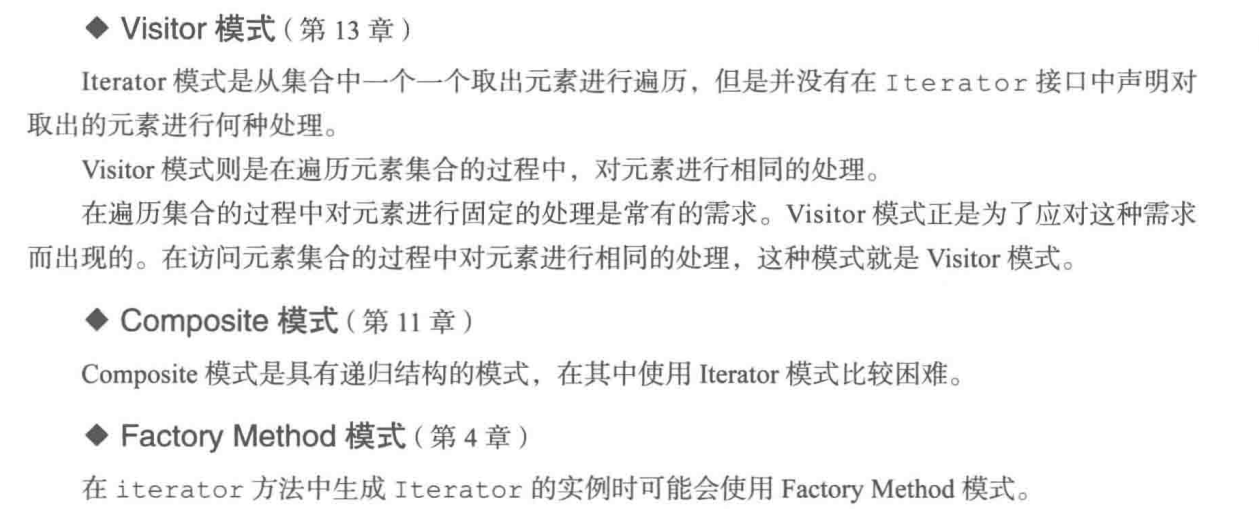 ◆ Visitor 模式（第 13 章）
Iterator 模式是从集合中一个一个取出元素进行遍历，但是并没有在 Iterator 接口中声明对
取出的元素进行何种处理。
Visitor 模式则是在遍历元素集合的过程中，对元素进行相同的处理。
在遍历集合的过程中对元素进行固定的处理是常有的需求。Visitor 模式正是为了应对这种需求
而出现的。在访问元素集合的过程中对元素进行相同的处理，这种模式就是 Visitor 模式。
◆ Composite 模式（第 11 章）
Composite 模式是具有递归结构的模式，在其中使用 Iterator 模式比较困难。
◆ Factory Method 模式（第 4 章）
在 iterator 方法中生成 Iterator 的实例时可能会使用 Factory Method 模式。